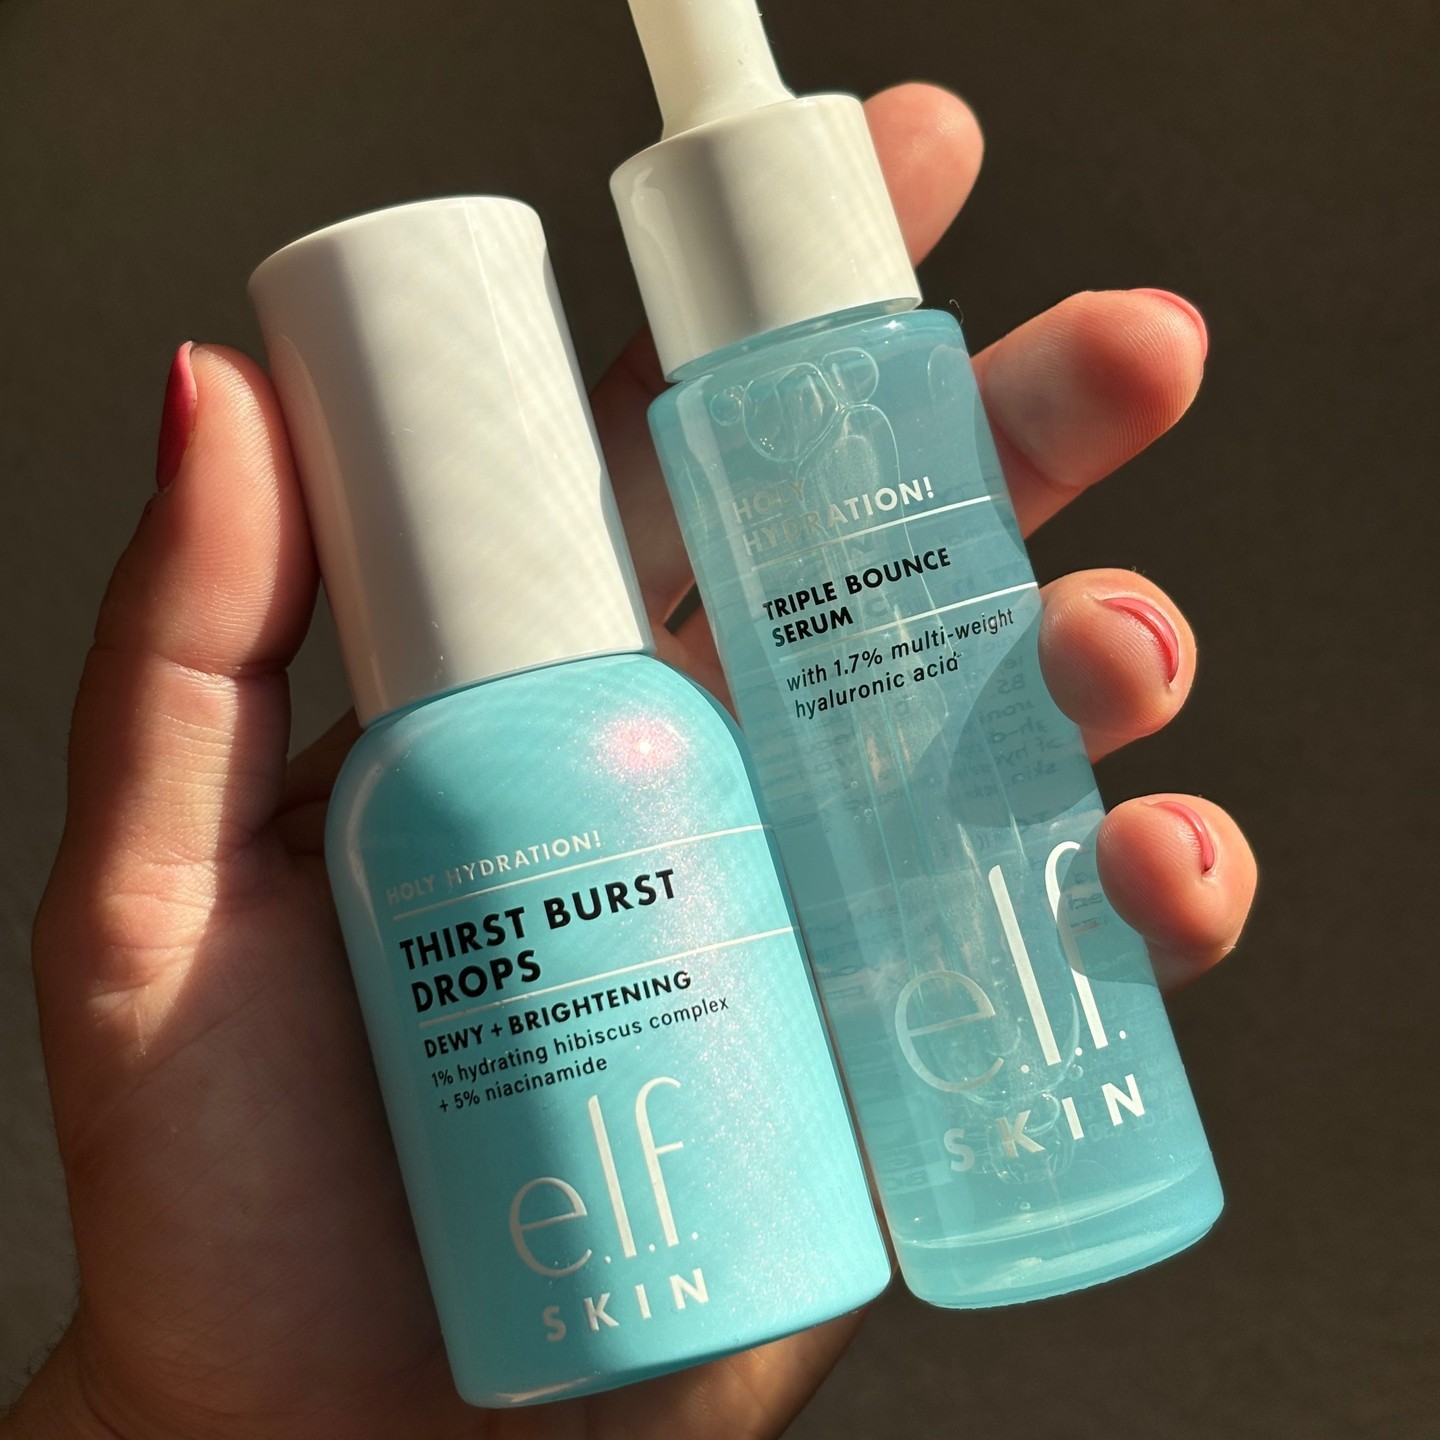 HOLY HYDRATION!
THIRST BURST
DROPS
DEWY + BRIGHTENING
1% hydrating hibiscus complex
+ 5% niacinamide
e.l.f.
SKIN
HOLY
HYDRATION!
TRIPLE BOUNCE
SERUM
with 1.7% multi-weight
hyaluronic acid
e.l.f.
SKIN